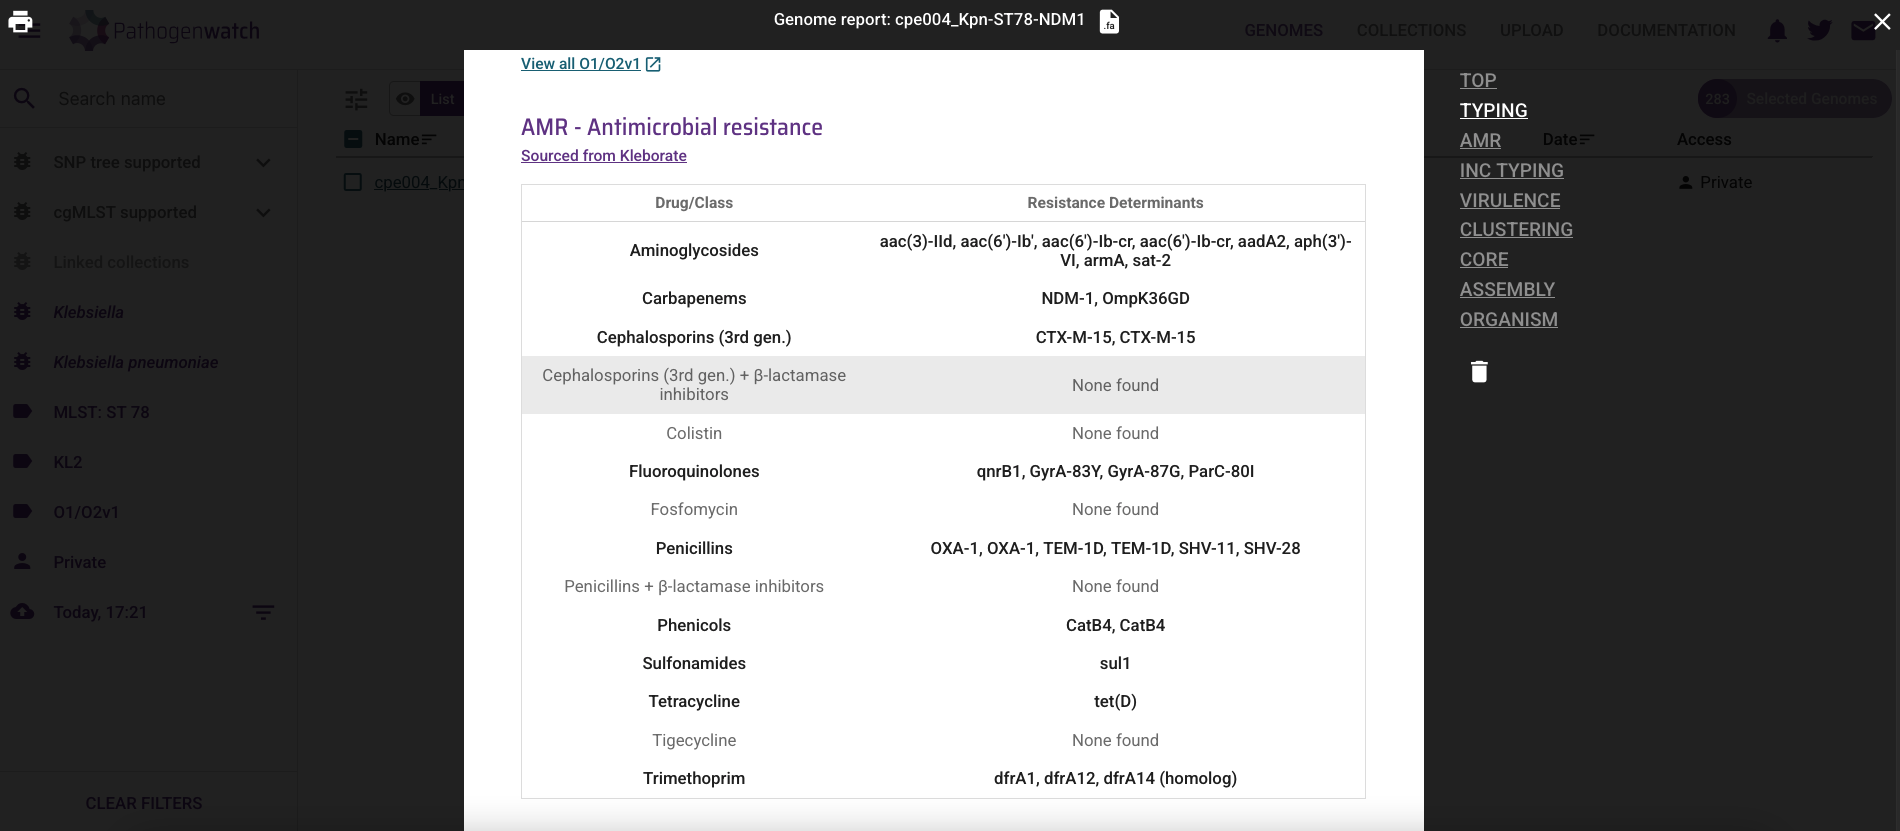 Genome report: cpe004_Kpn-ST78-NDM1
.fa
Pathogenwatch
GENOMES
COLLECTIONS
UPLOAD
DOCUMENTATION
Search name
List
283
Selected Genomes
Name
Date
Access
cpe004_Kpn
Private
SNP tree supported
cgMLST supported
Linked collections
Klebsiella
Klebsiella pneumoniae
MLST: ST 78
KL2
O1/O2v1
Private
Today, 17:21
CLEAR FILTERS
View all O1/O2v1
AMR - Antimicrobial resistance
Sourced from Kleborate
Drug/Class Resistance Determinants
Aminoglycosides aac(3)-IId, aac(6')-Ib', aac(6')-Ib-cr, aac(6')-Ib-cr, aadA2, aph(3')-
VI, armA, sat-2
Carbapenems NDM-1, OmpK36GD
Cephalosporins (3rd gen.) CTX-M-15, CTX-M-15
Cephalosporins (3rd gen.) + β-lactamase
inhibitors None found
Colistin None found
Fluoroquinolones qnrB1, GyrA-83Y, GyrA-87G, ParC-80I
Fosfomycin None found
Penicillins OXA-1, OXA-1, TEM-1D, TEM-1D, SHV-11, SHV-28
Penicillins + β-lactamase inhibitors None found
Phenicols CatB4, CatB4
Sulfonamides sul1
Tetracycline tet(D)
Tigecycline None found
Trimethoprim dfrA1, dfrA12, dfrA14 (homolog)
TOP
TYPING
AMR
INC TYPING
VIRULENCE
CLUSTERING
CORE
ASSEMBLY
ORGANISM